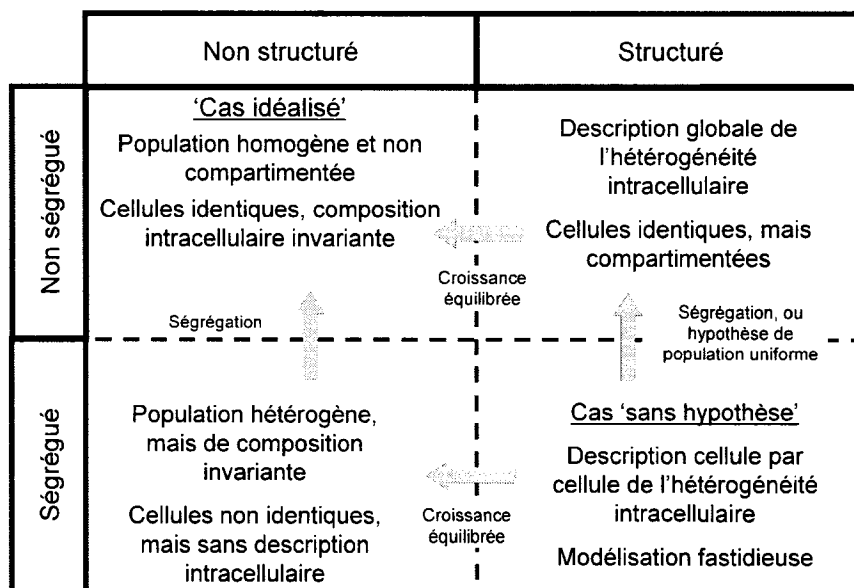 Non structuré
Structuré
Non ségrégué
'Cas idéalisé'
Population homogène et non
compartimentée
Cellules identiques, composition
intracellulaire invariante
Description globale de
l'hétérogénéité
intracellulaire
Cellules identiques, mais
compartimentées
Croissance
équilibrée
Ségrégation
Ségrégation, ou
hypothèse de
population uniforme
Ségrégué
Population hétérogène,
mais de composition
invariante
Cellules non identiques,
mais sans description
intracellulaire
Croissance
équilibrée
Cas 'sans hypothèse'
Description cellule par
cellule de l'hétérogénéité
intracellulaire
Modélisation fastidieuse